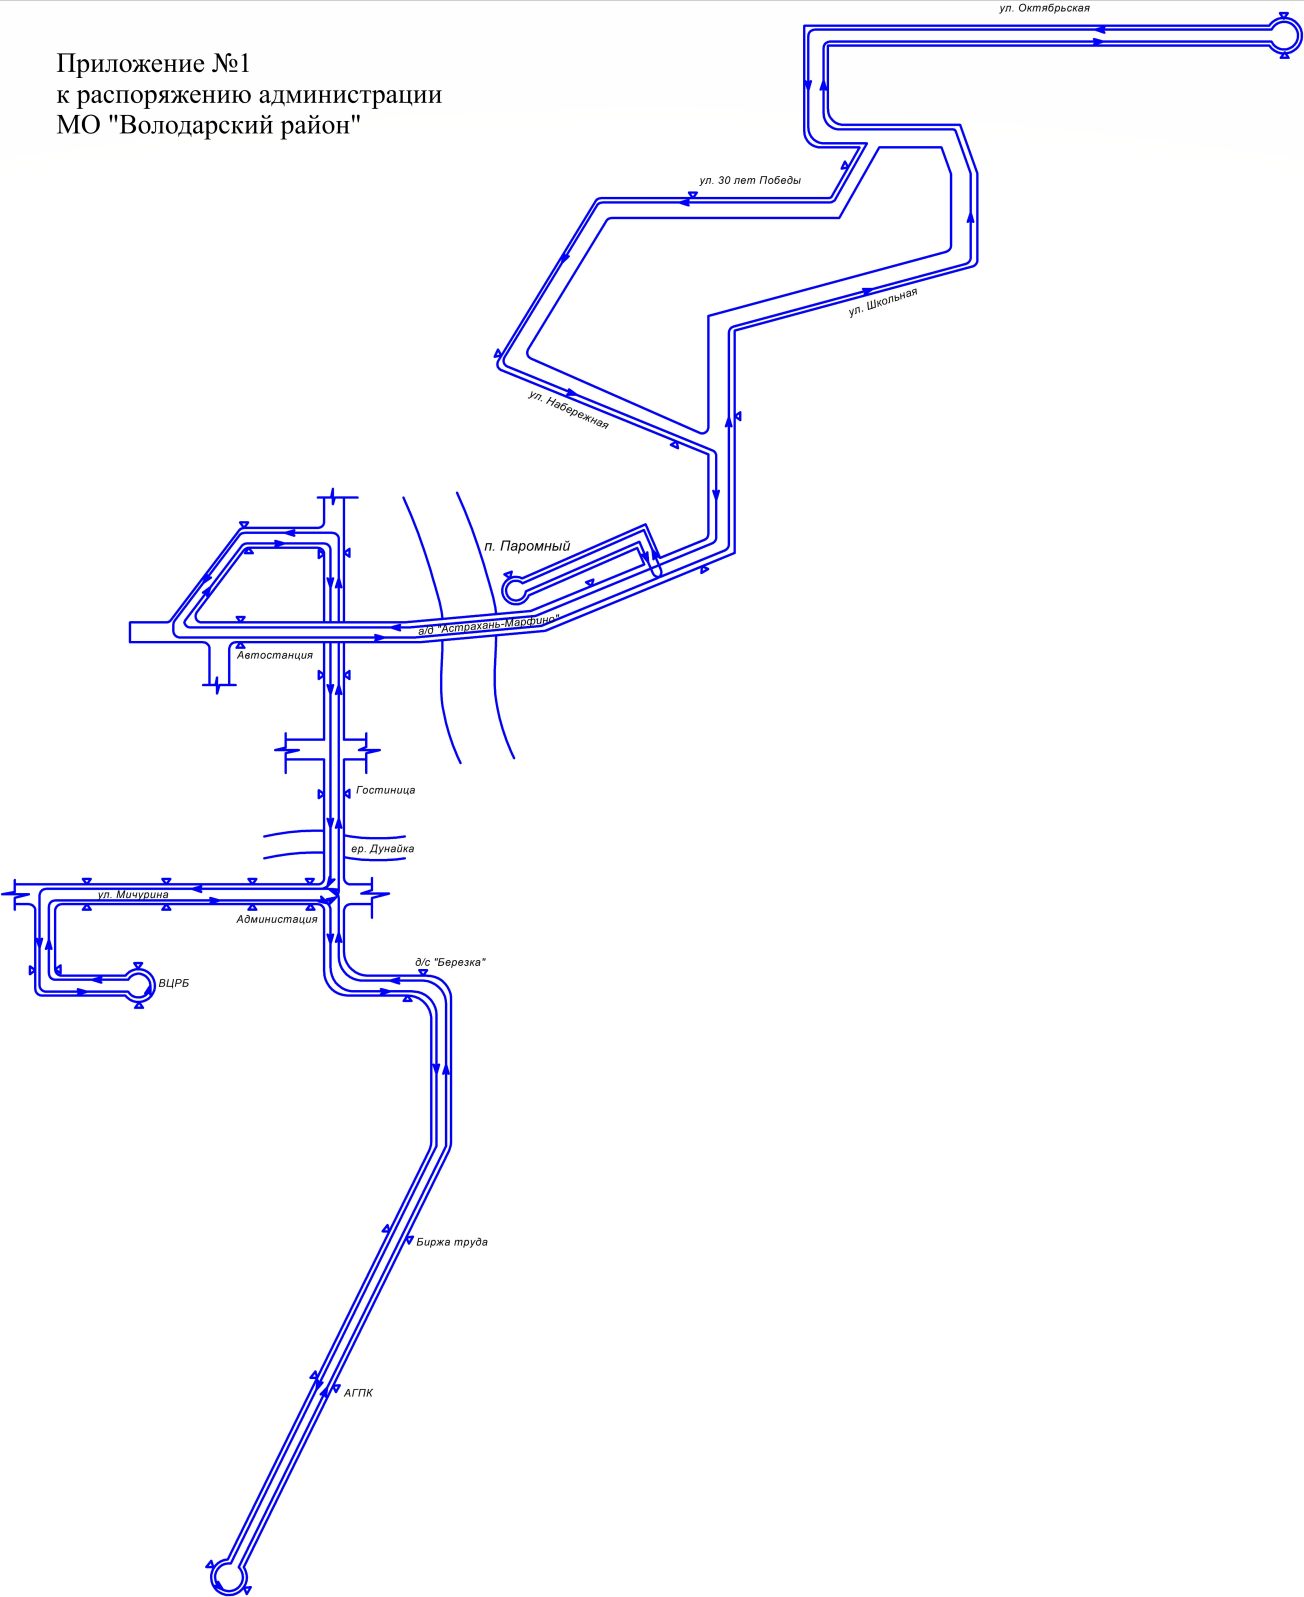 ул. Октябрьская
Приложение №1
к распоряжению администрации
МО "Володарский район"
ул. 30 лет Победы
ул. Школьная
ул. Набережная
п. Паромный
а/д "Астрахань-Марфино"
Автостанция
Гостиница
ер. Дунайка
ул. Мичурина
Администация
д/с "Березка"
ВЦРБ
Биржа труда
АГПК